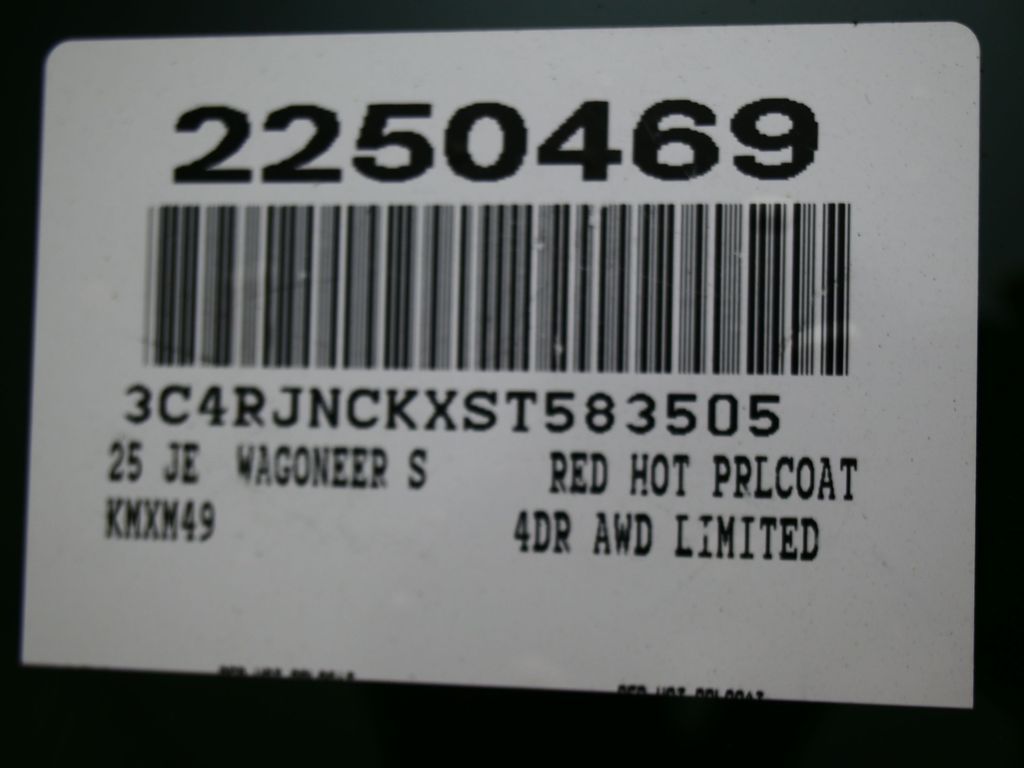 2250469
3C4RJNCKXST583505
25 JE WAGONEER S RED HOT PRLCOAT
KMXM49 4DR AWD LIMITED